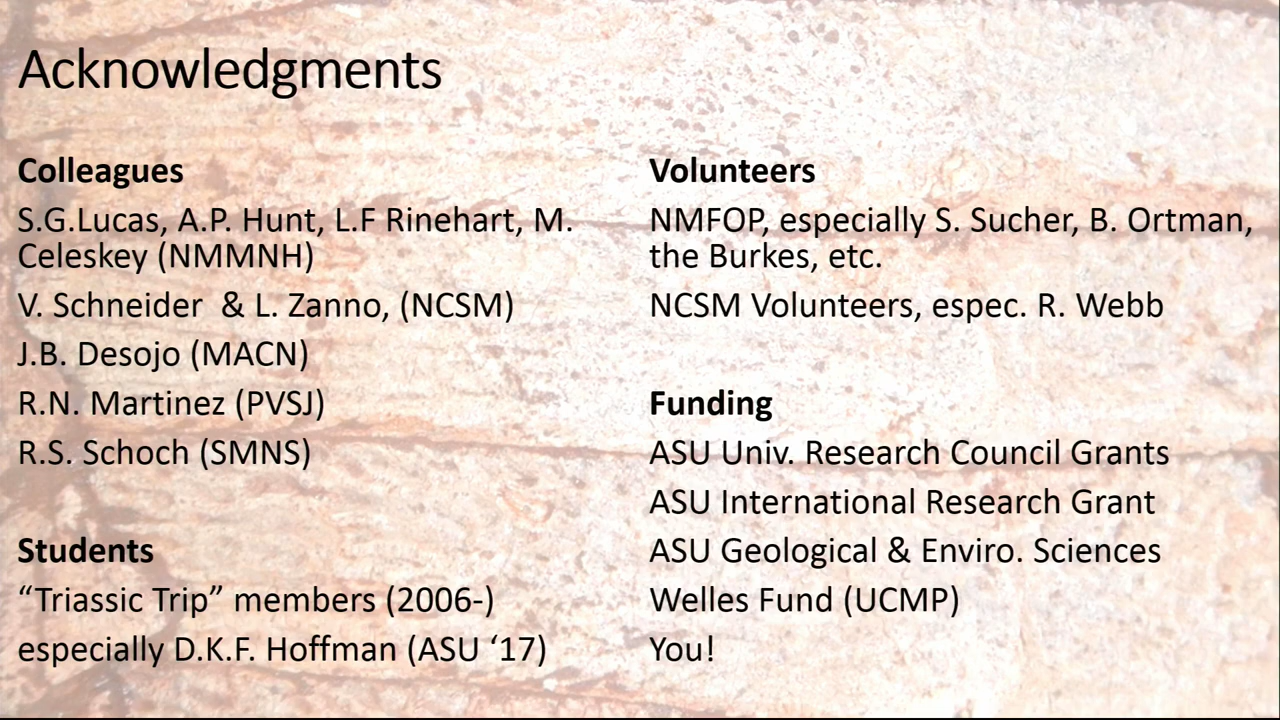 Acknowledgments
Colleagues
S.G.Lucas, A.P. Hunt, L.F Rinehart, M.
Celeskey (NMMNH)
V. Schneider  & L. Zanno, (NCSM)
J.B. Desojo (MACN)
R.N. Martinez (PVSJ)
R.S. Schoch (SMNS)
Students
“Triassic Trip” members (2006-)
especially D.K.F. Hoffman (ASU ‘17)
Volunteers
NMFOP, especially S. Sucher, B. Ortman,
the Burkes, etc.
NCSM Volunteers, espec. R. Webb
Funding
ASU Univ. Research Council Grants
ASU International Research Grant
ASU Geological & Enviro. Sciences
Welles Fund (UCMP)
You!